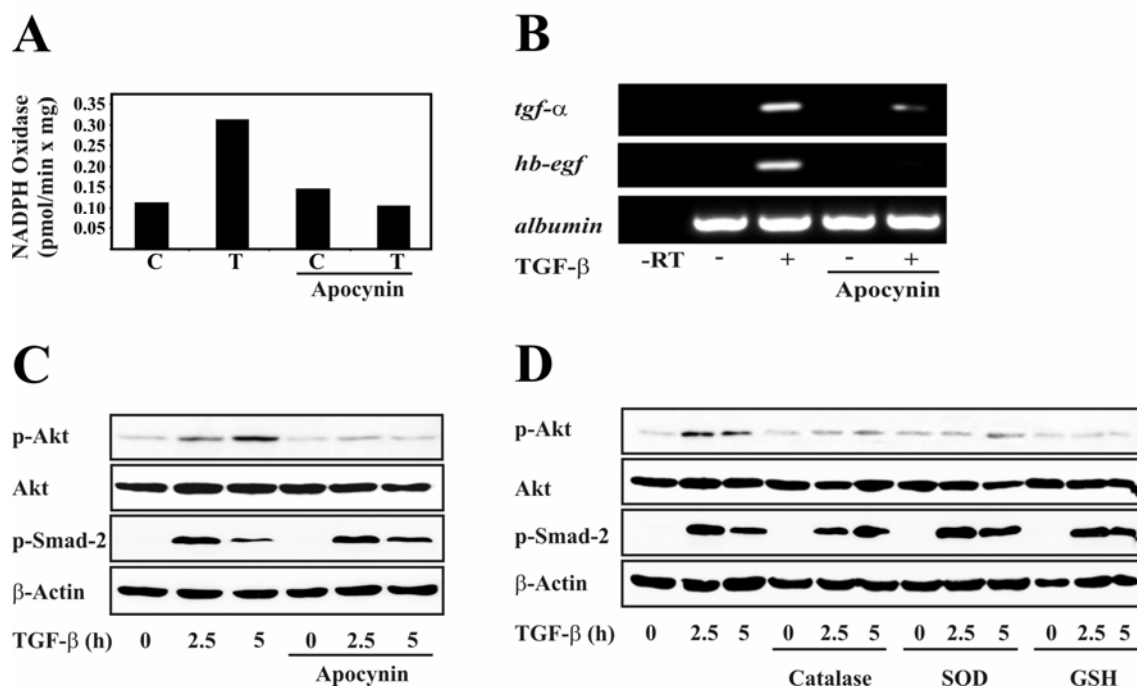 A
NADPH Oxidase
(pmol/min x mg)
0.35
0.30
0.25
0.20
0.15
0.10
0.05
C T C T
Apocynin
B
tgf-α
hb-egf
albumin
TGF-β -RT - + - +
Apocynin
C
p-Akt
Akt
p-Smad-2
β-Actin
TGF-β (h) 0 2.5 5 0 2.5 5
Apocynin
D
p-Akt
Akt
p-Smad-2
β-Actin
TGF-β (h) 0 2.5 5 0 2.5 5 0 2.5 5 0 2.5 5
Catalase SOD GSH